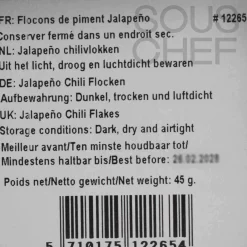 SOUS
CHEF
FR: Flocons de piment Jalapeño # 12265
Conserver fermé dans un endroit sec.
NL: Jalapeño chilivlokken
Uit het licht, droog en luchtdicht bewaren
DE: Jalapeño Chili Flocken
Aufbewahrung: Dunkel, trocken und luftdicht
UK: Jalapeño Chili Flakes
Storage conditions: Dark, dry and airtight
Meilleur avant/Ten minste houdbaar tot/
Mindestens haltbar bis/Best before: 26.02.2028
Poids net/Netto gewicht/Net weight: 45 g.
5 710175 122654